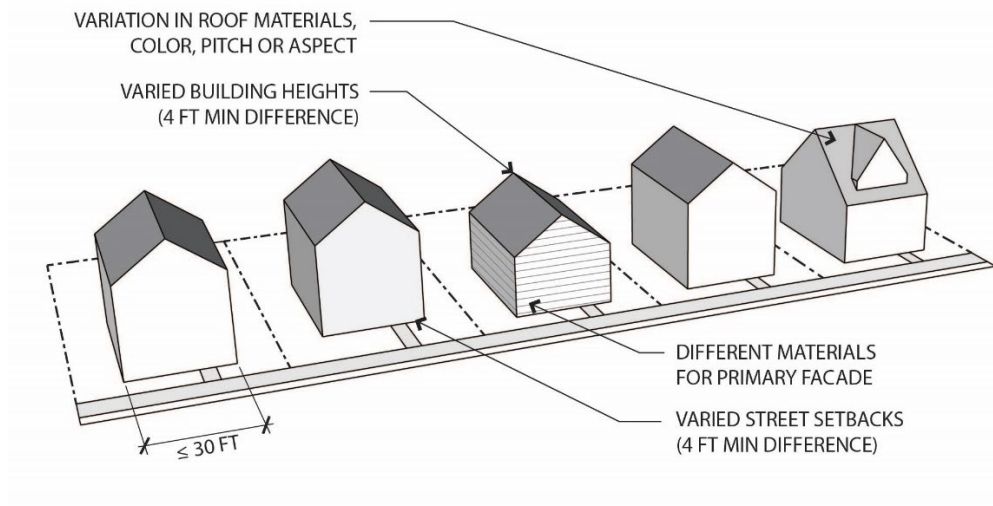 VARIATION IN ROOF MATERIALS,
COLOR, PITCH OR ASPECT
VARIED BUILDING HEIGHTS
(4 FT MIN DIFFERENCE)
DIFFERENT MATERIALS
FOR PRIMARY FACADE
VARIED STREET SETBACKS
(4 FT MIN DIFFERENCE)
≤ 30 FT